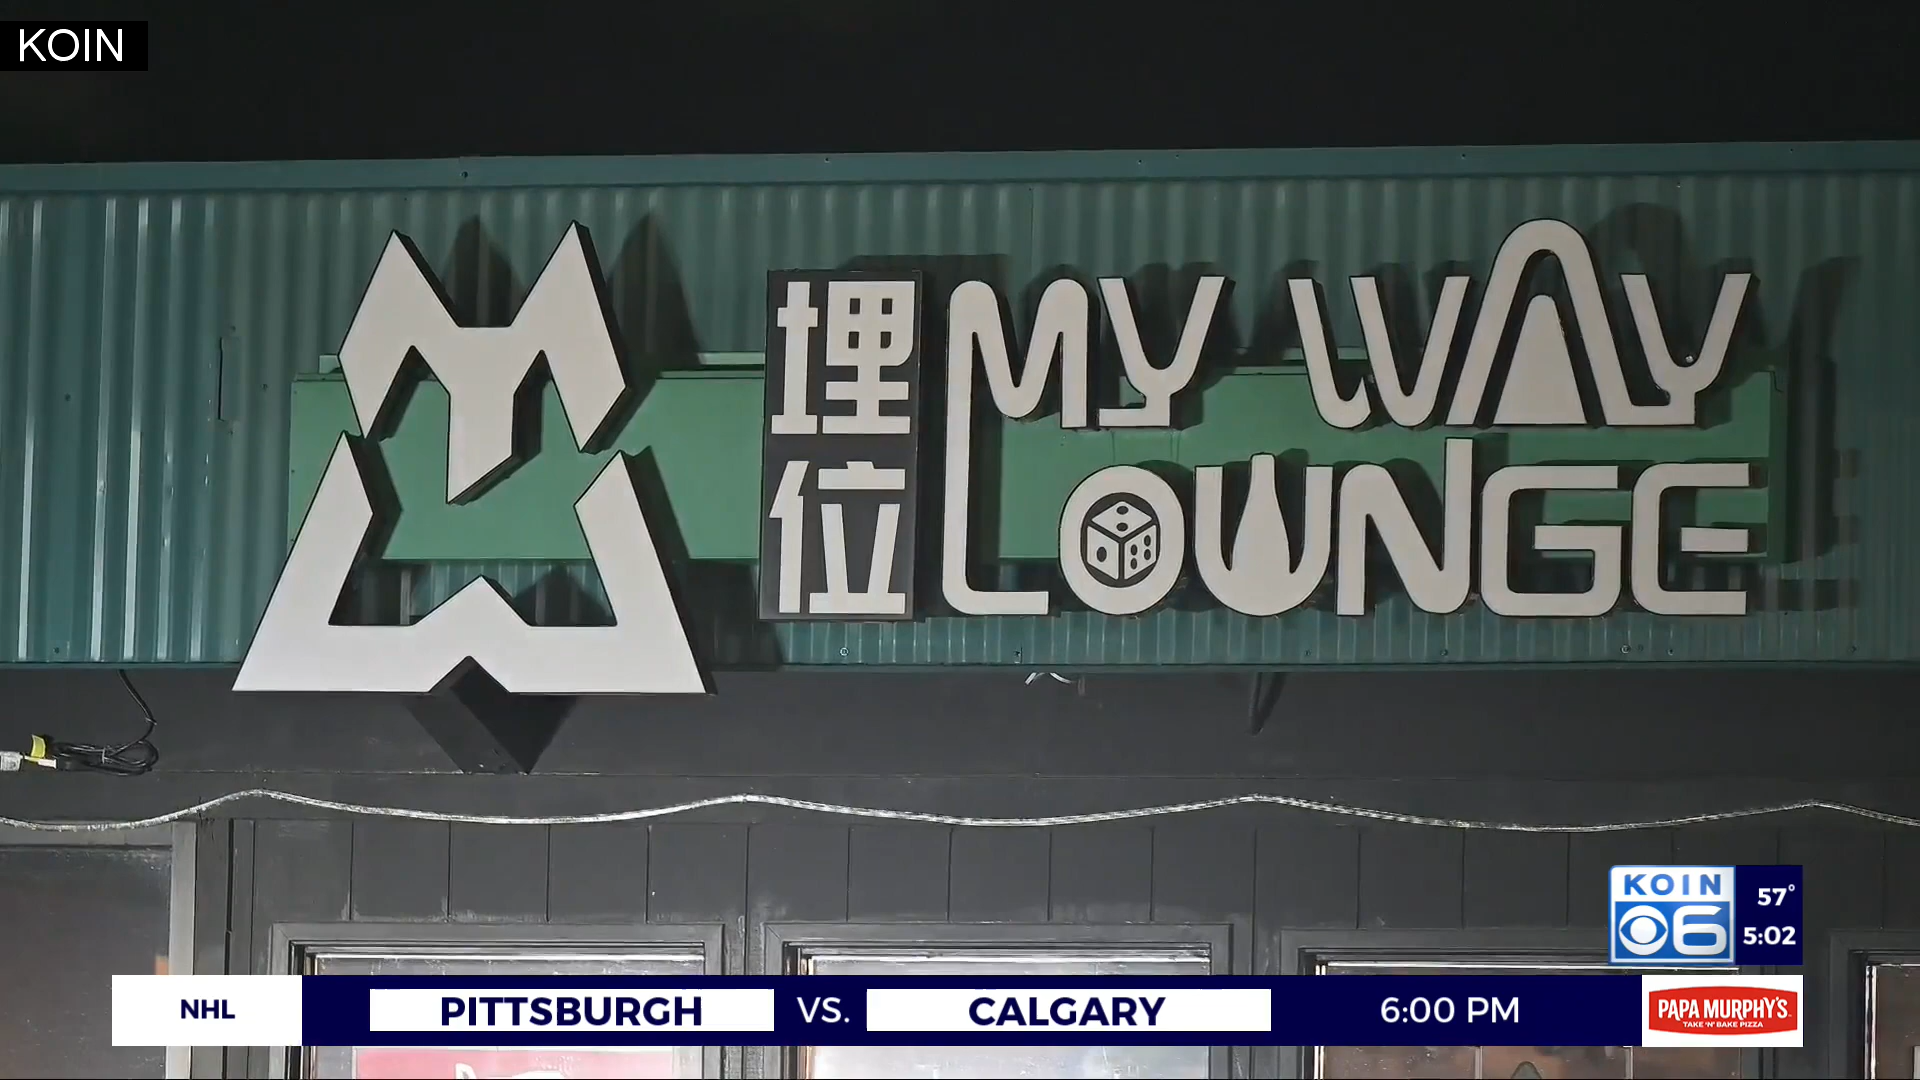 KOIN
埋位
MY WAY
LOUNGE
KOIN
6
57°
5:02
NHL
PITTSBURGH VS. CALGARY
6:00 PM
PAPA MURPHY'S
TAKE 'N' BAKE PIZZA